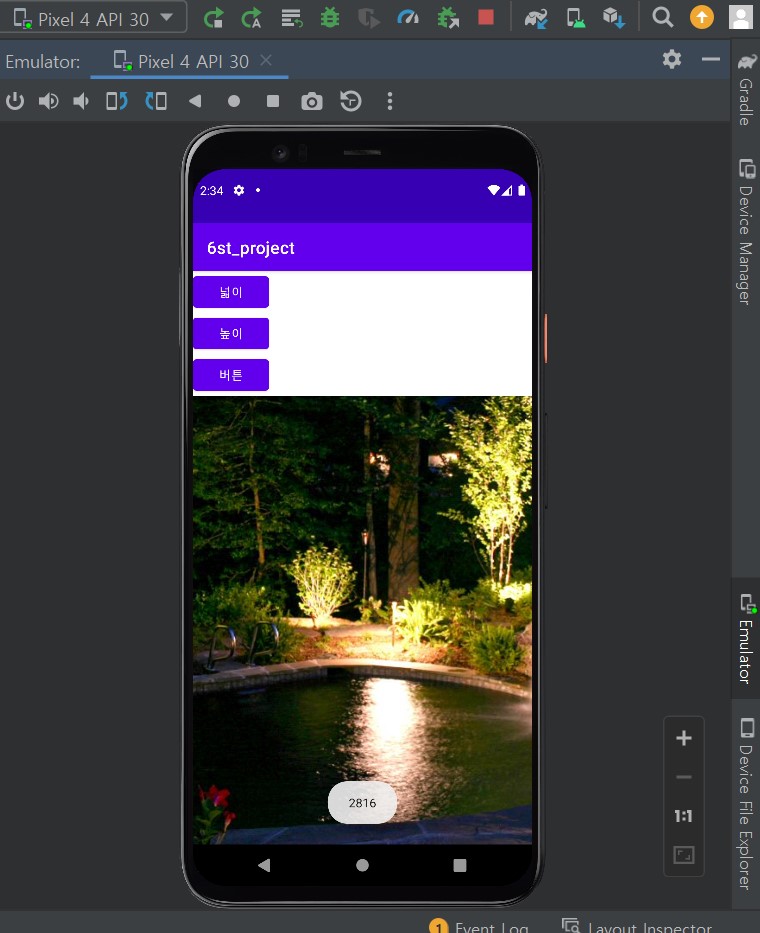 Pixel 4 API 30
Emulator: Pixel 4 API 30
Gradle
Device Manager
2:34
6st_project
넓이
높이
버튼
2816
Emulator
1:1
Device File Explorer
1 Event Log Layout Inspector